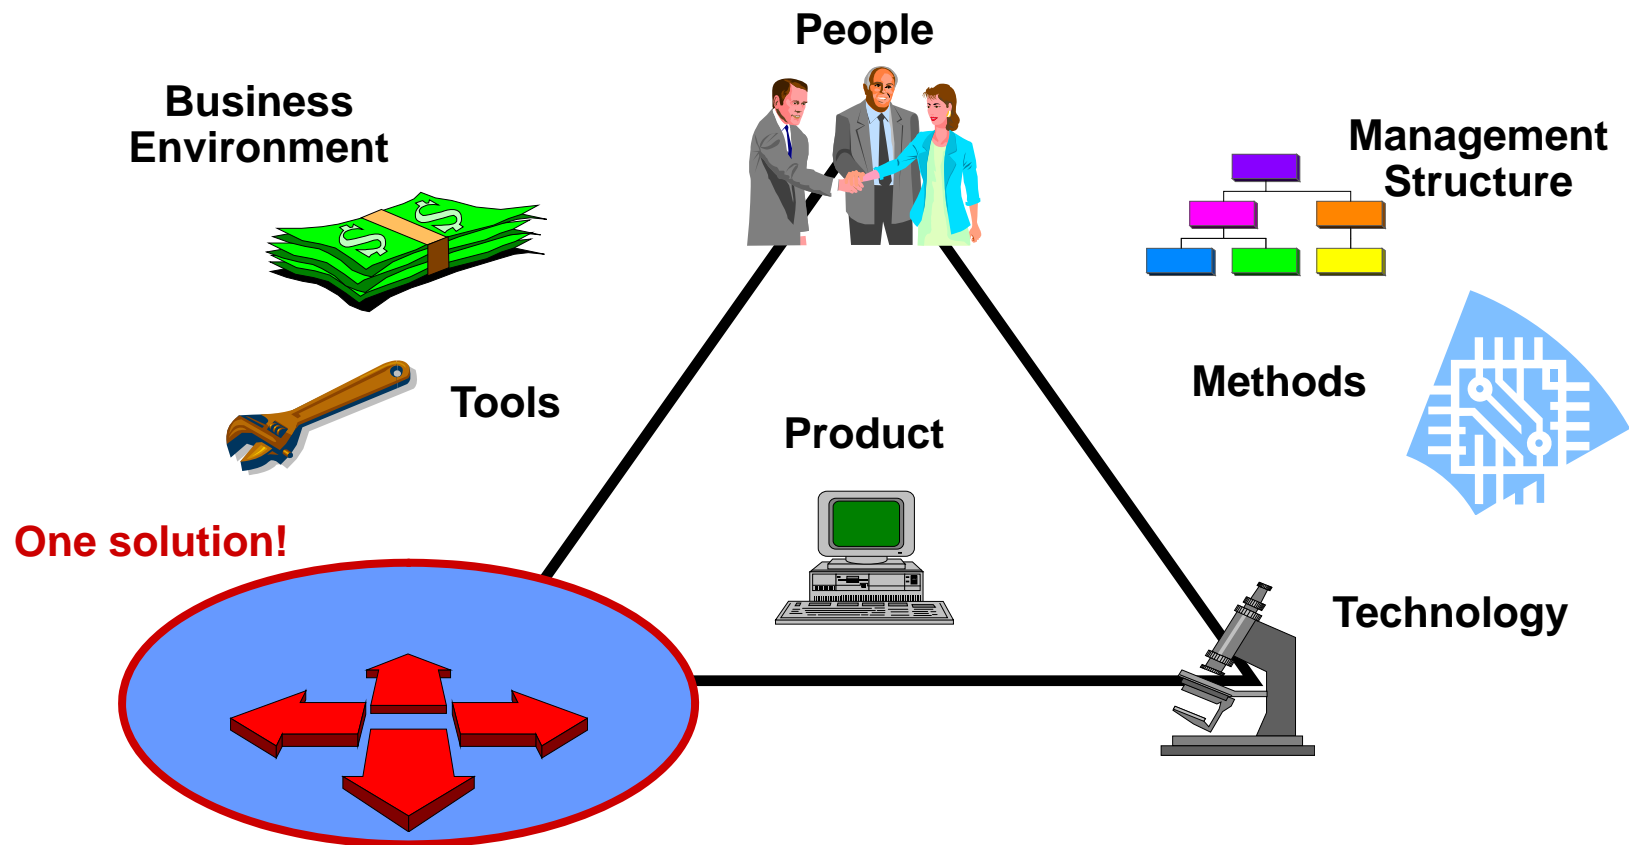 People
Business
Environment
Management
Structure
Tools
Methods
Product
One solution!
Technology